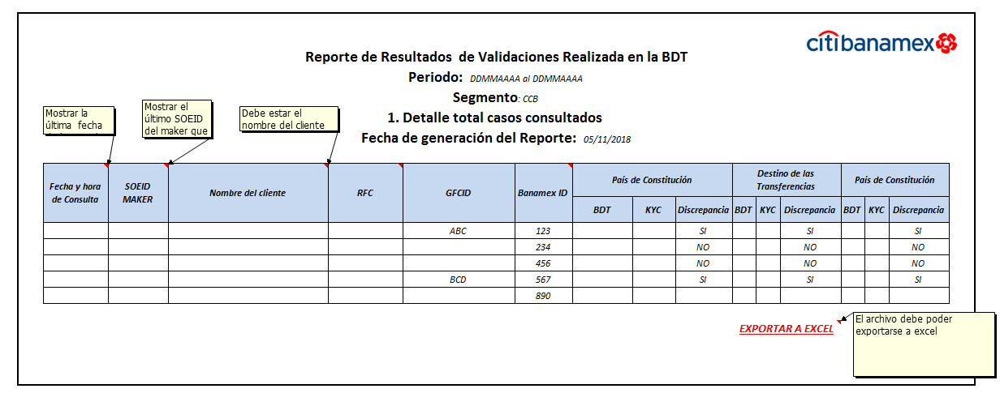 citibanamex
Reporte de Resultados de Validaciones Realizada en la BDT
Periodo: DDMMAAAA al DDMMAAAA
Segmento: CCB
1. Detalle total casos consultados
Fecha de generación del Reporte: 05/11/2018
Mostrar la
última fecha
Mostrar el
último SOEID
del maker que
Debe estar el
nombre del cliente
Fecha y hora
de Consulta
SOEID
MAKER
Nombre del cliente
RFC
GFCID
Banamex ID
País de Constitución
Destino de las
Transferencias
País de Constitución
BDT KYC Discrepancia BDT KYC Discrepancia BDT KYC Discrepancia
ABC 123 SI SI SI
234 NO NO NO
456 NO NO NO
BCD 567 SI SI SI
890
EXPORTAR A EXCEL
El archivo debe poder
exportarse a excel